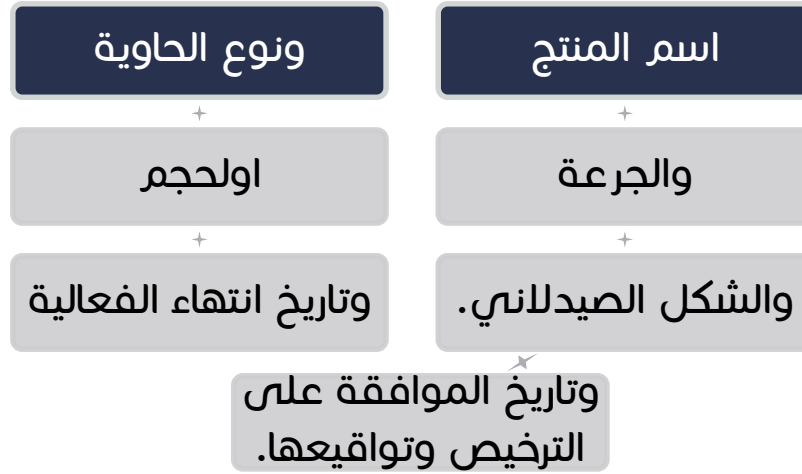 اسم المنتج
والجرعة
والشكل الصيدلاني.
ونوع الحاوية
اولحجم
وتاريخ انتهاء الفعالية
وتاريخ الموافقة على
الترخيص وتواقيعها.